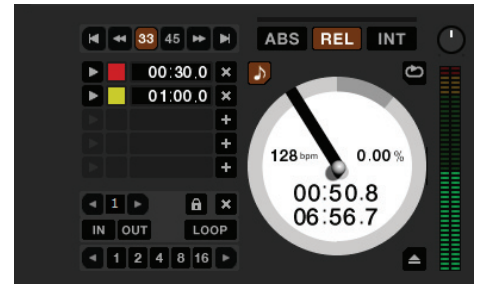 33 45
ABS REL INT
00:30.0
01:00.0
128 bpm 0.00 %
00:50.8
06:56.7
1
IN OUT LOOP
1 2 4 8 16